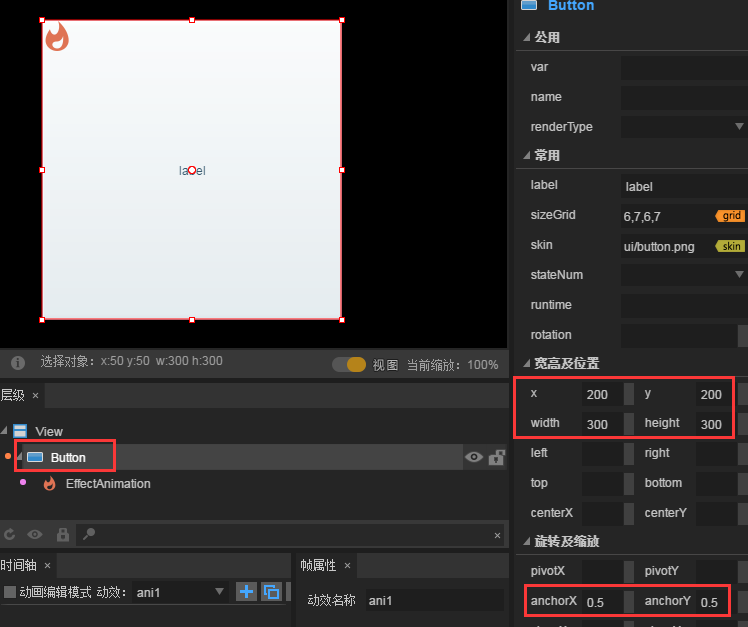 label
选择对象：x:50 y:50 w:300 h:300
视图 当前缩放：100%
层级 ×
View
Button
EffectAnimation
×
时间轴 ×
动画编辑模式 动效： ani1
帧属性 ×
动效名称 ani1
Button
公用
var
name
renderType
常用
label label
sizeGrid 6,7,6,7 grid
skin ui/button.png skin
stateNum
runtime
rotation
宽高及位置
x 200 y 200
width 300 height 300
left right
top bottom
centerX centerY
旋转及缩放
pivotX pivotY
anchorX 0.5 anchorY 0.5